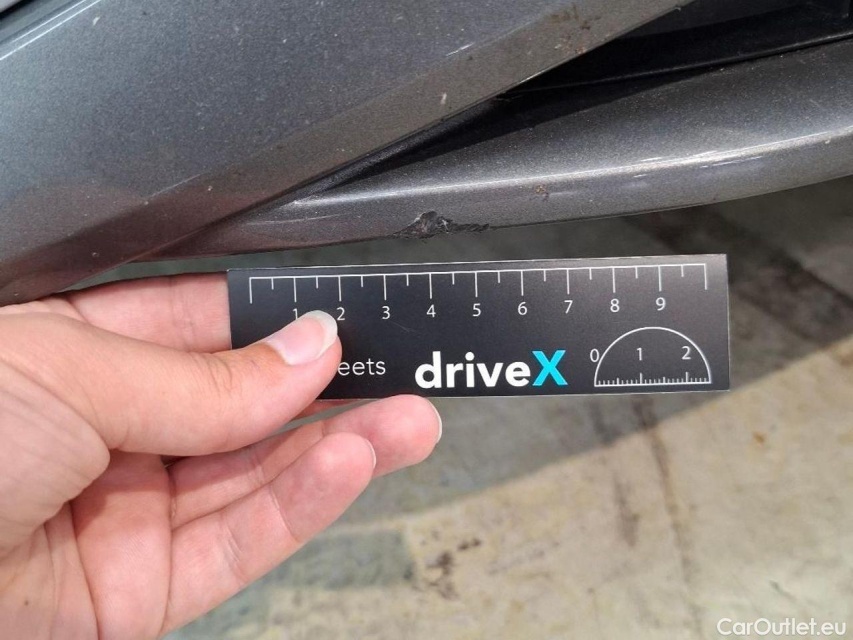 1 2 3 4 5 6 7 8 9
eets driveX 0 1 2
CarOutlet.eu